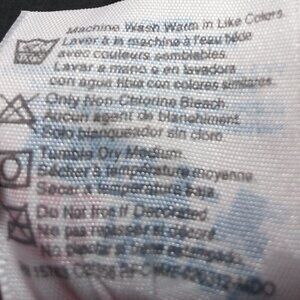 Machine Wash Warm in Like Colors.
Laver à la machine à l'eau tiède
avec couleurs semblables
Lavar a mano o en lavadora
con agua tibia con colores similares
Only Non-Chlorine Bleach
Aucun agent de blanchiment
Solo blanqueador sin cloro
Tumble Dry Medium
Sécher à température moyenne
Secar a temperatura baja
Do Not Iron If Decorated
Ne pas repasser si décoré
No planchar si tiene estampado